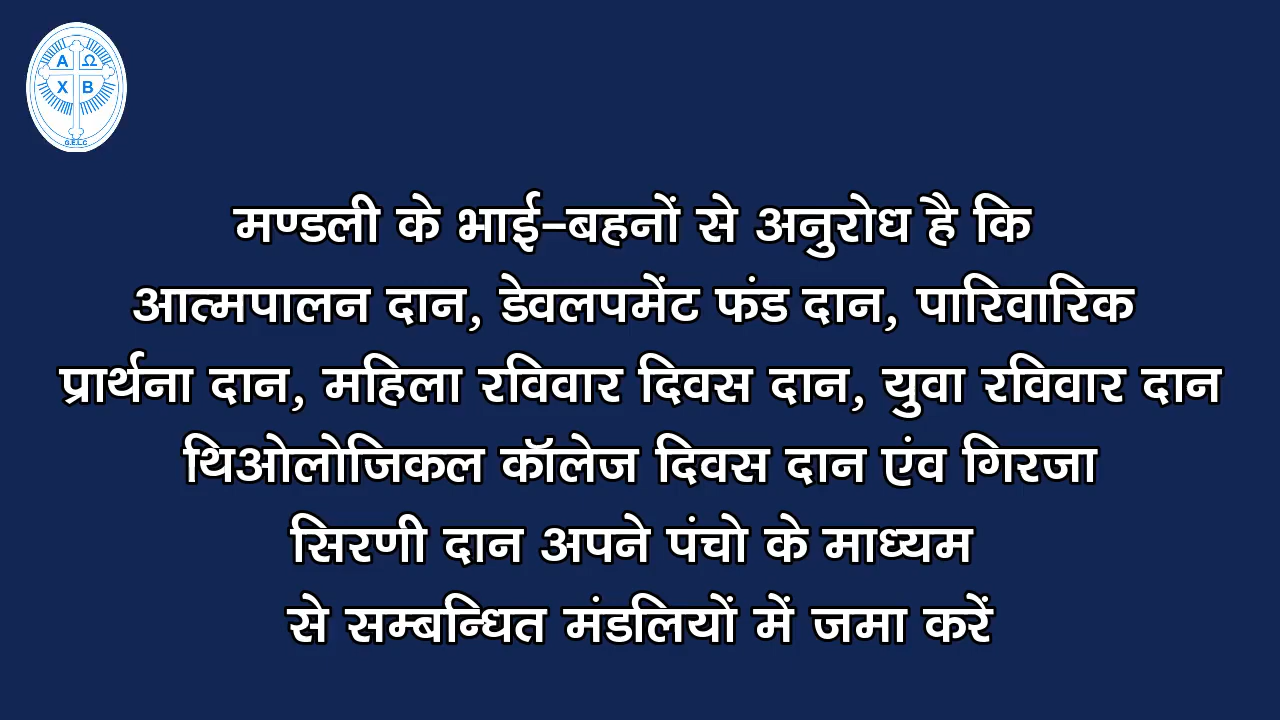 Α Ω
Χ Β
G.E.L.C
मण्डली के भाई-बहनों से अनुरोध है कि
आत्मपालन दान, डेवलपमेंट फंड दान, पारिवारिक
प्रार्थना दान, महिला रविवार दिवस दान, युवा रविवार दान
थिओलोजिकल कॉलेज दिवस दान एंव गिरजा
सिरणी दान अपने पंचो के माध्यम
से सम्बन्धित मंडलियों में जमा करें